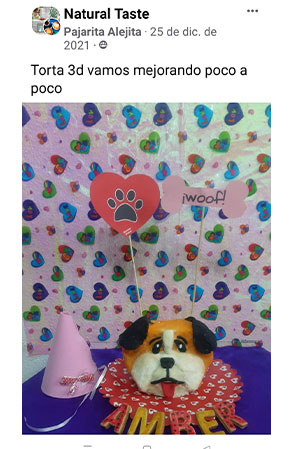 Natural Taste
Pajarita Alejita · 25 de dic. de
2021 ·
Torta 3d vamos mejorando poco a
poco
¡woof!
AMBER